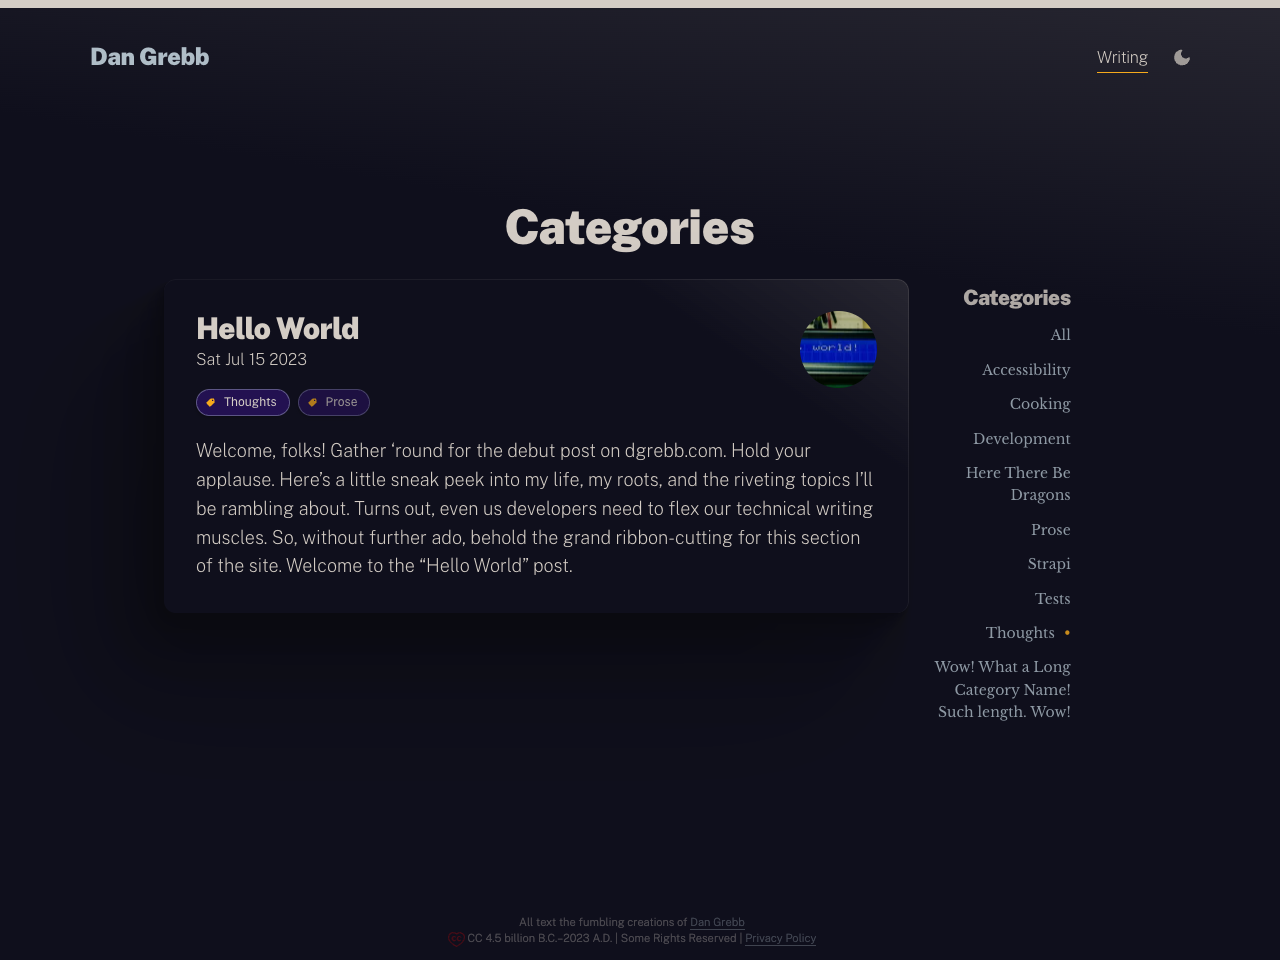 Dan Grebb
Writing
Categories
Hello World
Sat Jul 15 2023
world!
Thoughts
Prose
Welcome, folks! Gather ‘round for the debut post on dgrebb.com. Hold your
applause. Here’s a little sneak peek into my life, my roots, and the riveting topics I’ll
be rambling about. Turns out, even us developers need to flex our technical writing
muscles. So, without further ado, behold the grand ribbon-cutting for this section
of the site. Welcome to the “Hello World” post.
Categories
All
Accessibility
Cooking
Development
Here There Be
Dragons
Prose
Strapi
Tests
Thoughts •
Wow! What a Long
Category Name!
Such length. Wow!
All text the fumbling creations of Dan Grebb
CC 4.5 billion B.C.–2023 A.D. | Some Rights Reserved | Privacy Policy